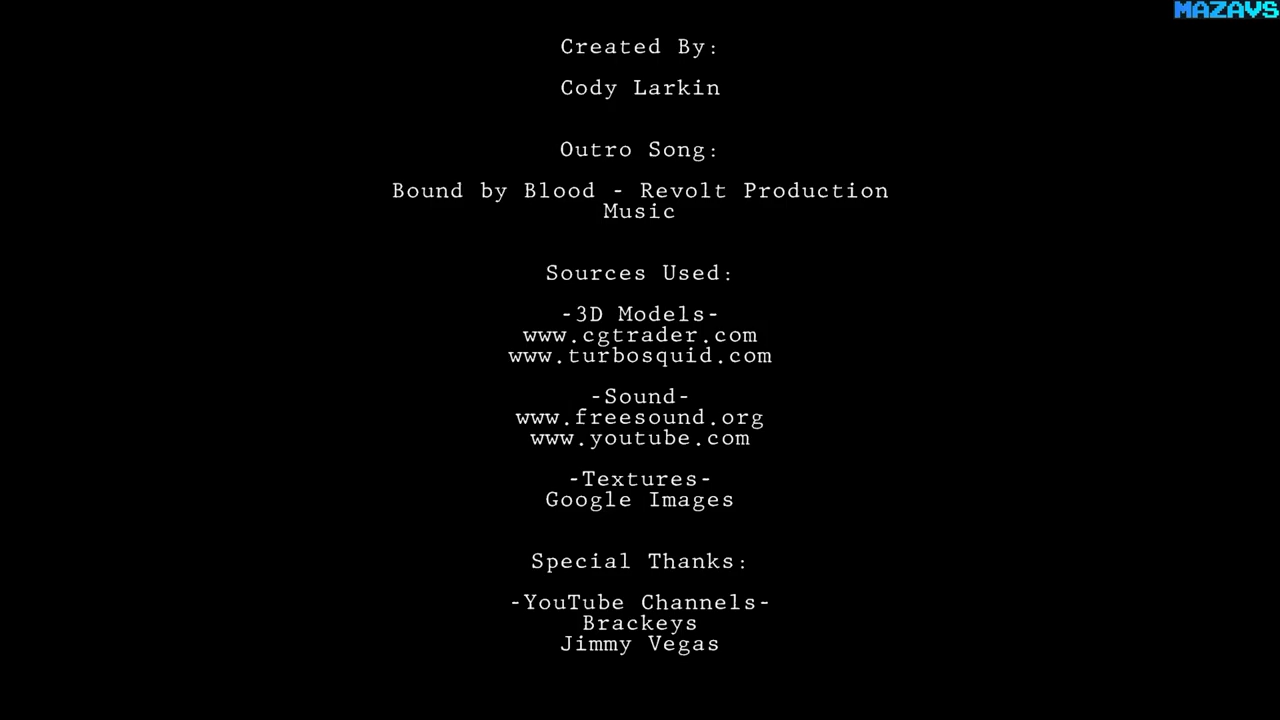 MAZAVS
Created By:
Cody Larkin
Outro Song:
Bound by Blood - Revolt Production
Music
Sources Used:
-3D Models-
www.cgtrader.com
www.turbosquid.com
-Sound-
www.freesound.org
www.youtube.com
-Textures-
Google Images
Special Thanks:
-YouTube Channels-
Brackeys
Jimmy Vegas